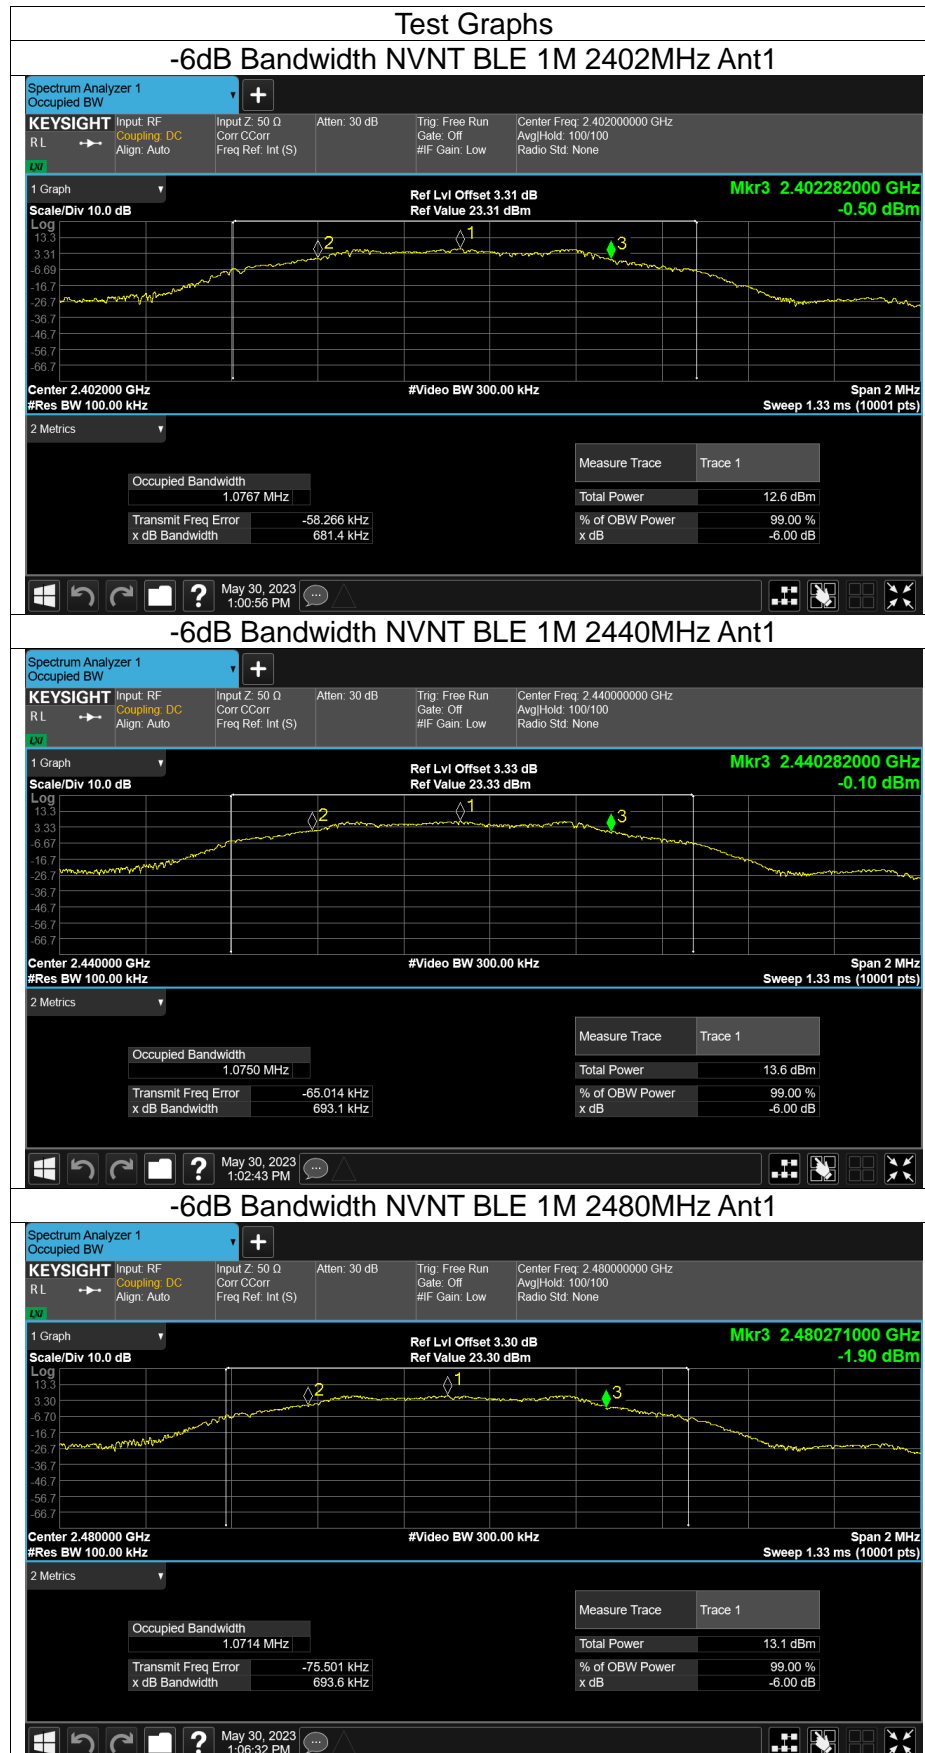 Test Graphs
-6dB Bandwidth NVNT BLE 1M 2402MHz Ant1
Spectrum Analyzer 1
Occupied BW
+
KEYSIGHT Input: RF Input Z: 50 Ω Atten: 30 dB Trig: Free Run Center Freq: 2.402000000 GHz
Coupling: DC Corr CCorr Gate: Off Avg|Hold: 100/100
RL Align: Auto Freq Ref: Int (S) #IF Gain: Low Radio Std: None
LXI
1 Graph Ref Lvl Offset 3.31 dB Mkr3 2.402282000 GHz
Scale/Div 10.0 dB Ref Value 23.31 dBm -0.50 dBm
Log
13.3
3.31
-6.69
-16.7
-26.7
-36.7
-46.7
-56.7
-66.7
2 1 3
Center 2.402000 GHz #Video BW 300.00 kHz Span 2 MHz
#Res BW 100.00 kHz Sweep 1.33 ms (10001 pts)
2 Metrics
Measure Trace Trace 1
Occupied Bandwidth
1.0767 MHz Total Power 12.6 dBm
Transmit Freq Error -58.266 kHz % of OBW Power 99.00 %
x dB Bandwidth 681.4 kHz x dB -6.00 dB
? May 30, 2023
1:00:56 PM
-6dB Bandwidth NVNT BLE 1M 2440MHz Ant1
Spectrum Analyzer 1
Occupied BW
+
KEYSIGHT Input: RF Input Z: 50 Ω Atten: 30 dB Trig: Free Run Center Freq: 2.440000000 GHz
Coupling: DC Corr CCorr Gate: Off Avg|Hold: 100/100
RL Align: Auto Freq Ref: Int (S) #IF Gain: Low Radio Std: None
LXI
1 Graph Ref Lvl Offset 3.33 dB Mkr3 2.440282000 GHz
Scale/Div 10.0 dB Ref Value 23.33 dBm -0.10 dBm
Log
13.3
3.33
-6.67
-16.7
-26.7
-36.7
-46.7
-56.7
-66.7
2 1 3
Center 2.440000 GHz #Video BW 300.00 kHz Span 2 MHz
#Res BW 100.00 kHz Sweep 1.33 ms (10001 pts)
2 Metrics
Measure Trace Trace 1
Occupied Bandwidth
1.0750 MHz Total Power 13.6 dBm
Transmit Freq Error -65.014 kHz % of OBW Power 99.00 %
x dB Bandwidth 693.1 kHz x dB -6.00 dB
? May 30, 2023
1:02:43 PM
-6dB Bandwidth NVNT BLE 1M 2480MHz Ant1
Spectrum Analyzer 1
Occupied BW
+
KEYSIGHT Input: RF Input Z: 50 Ω Atten: 30 dB Trig: Free Run Center Freq: 2.480000000 GHz
Coupling: DC Corr CCorr Gate: Off Avg|Hold: 100/100
RL Align: Auto Freq Ref: Int (S) #IF Gain: Low Radio Std: None
LXI
1 Graph Ref Lvl Offset 3.30 dB Mkr3 2.480271000 GHz
Scale/Div 10.0 dB Ref Value 23.30 dBm -1.90 dBm
Log
13.3
3.30
-6.70
-16.7
-26.7
-36.7
-46.7
-56.7
-66.7
2 1 3
Center 2.480000 GHz #Video BW 300.00 kHz Span 2 MHz
#Res BW 100.00 kHz Sweep 1.33 ms (10001 pts)
2 Metrics
Measure Trace Trace 1
Occupied Bandwidth
1.0714 MHz Total Power 13.1 dBm
Transmit Freq Error -75.501 kHz % of OBW Power 99.00 %
x dB Bandwidth 693.6 kHz x dB -6.00 dB
? May 30, 2023
1:06:32 PM